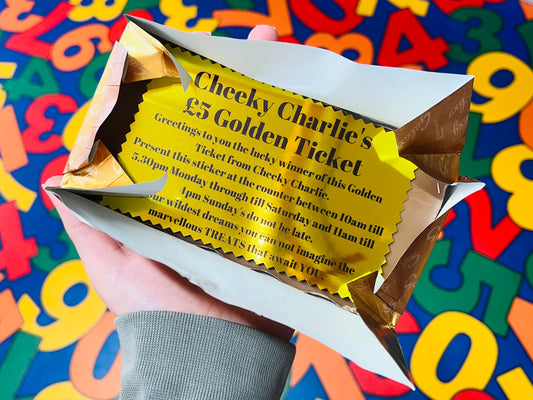 Cheeky Charlie's
£5 Golden Ticket
Greetings to you the lucky winner of this Golden
Ticket from Cheeky Charlie.
Present this sticker at the counter between 10am till
5.30pm Monday through till Saturday and 11am till
4pm Sunday's do not be late.
your wildest dreams, you can not imagine the
marvellous TREATS that await YOU